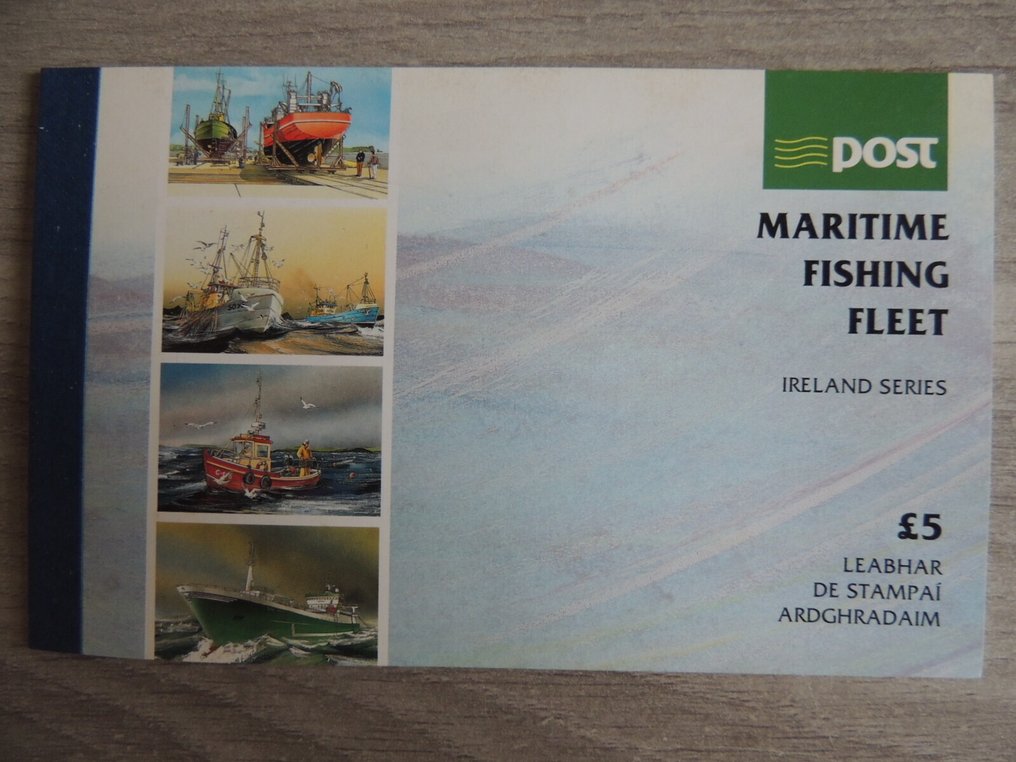 post
MARITIME
FISHING
FLEET
IRELAND SERIES
£5
LEABHAR
DE STAMPAÍ
ARDGHRADAIM